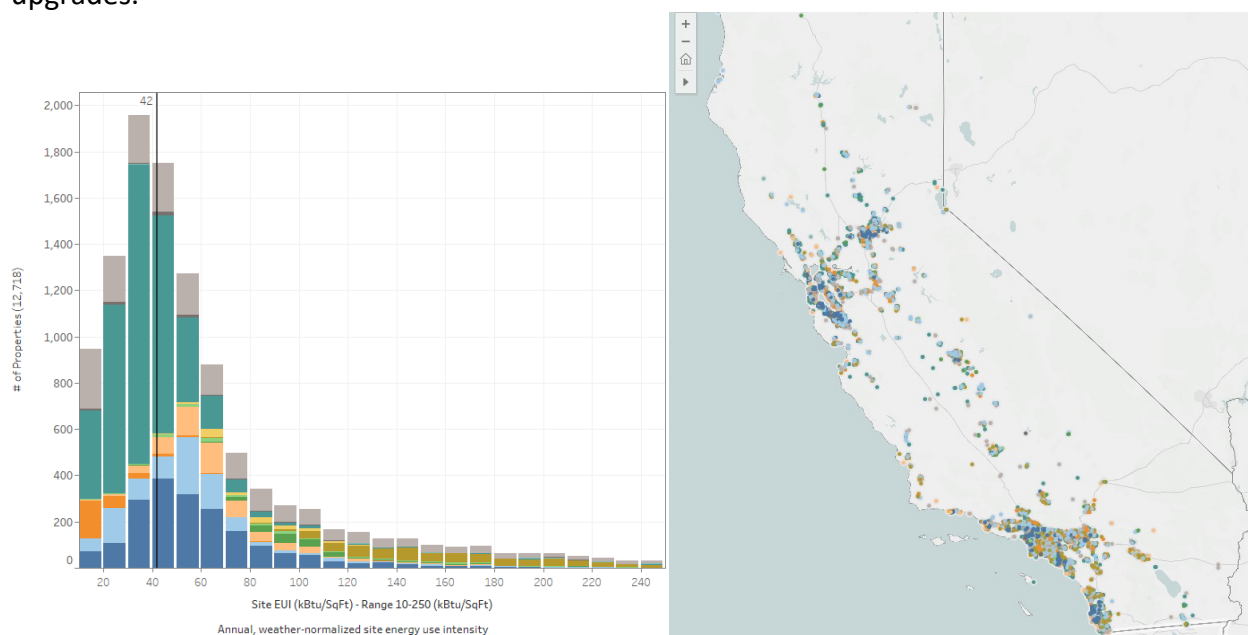 upgrades.
42
2,000
1,800
1,600
1,400
1,200
1,000
800
600
400
200
0
# of Properties (12,718)
20 40 60 80 100 120 140 160 180 200 220 240
Site EUI (kBtu/SqFt) - Range 10-250 (kBtu/SqFt)
Annual, weather-normalized site energy use intensity